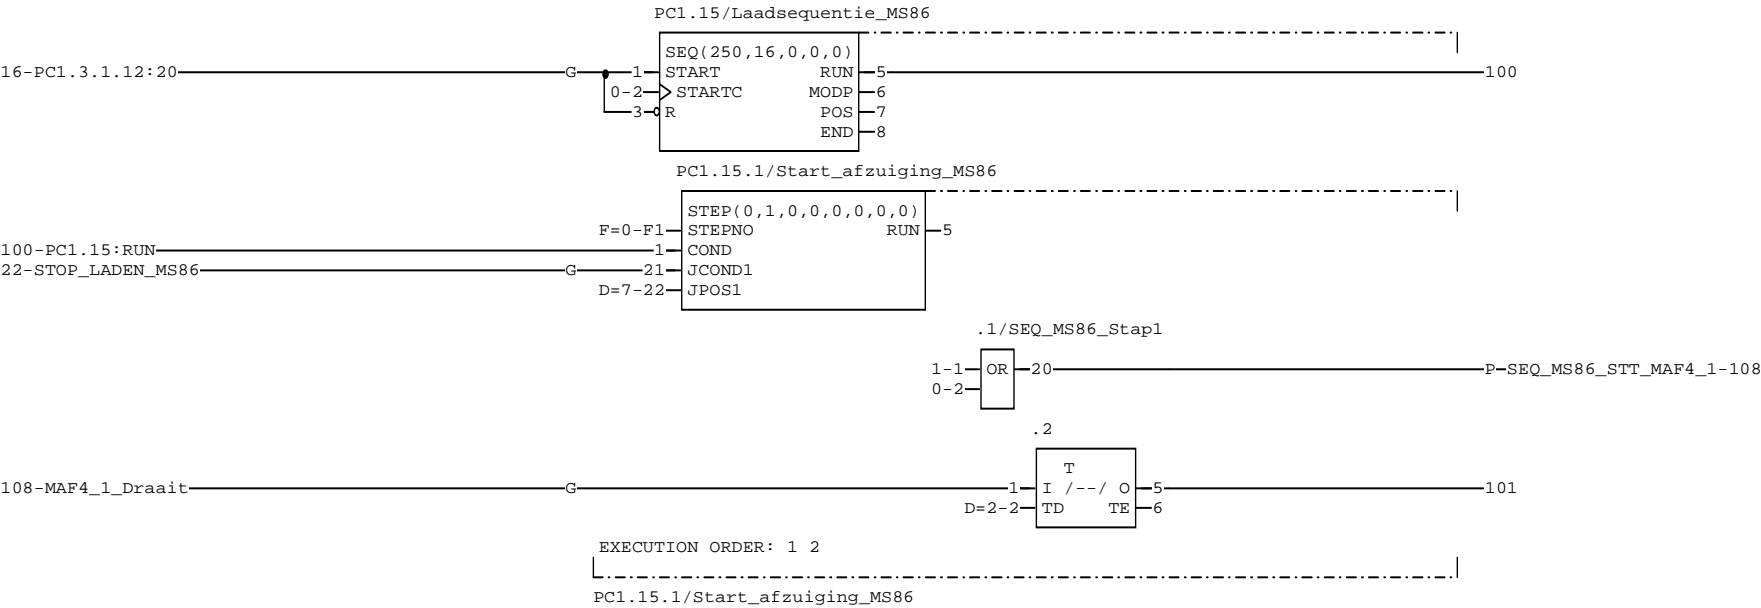 PC1.15/Laadsequentie_MS86
SEQ(250,16,0,0,0)
16-PC1.3.1.12:20 G 1 START RUN 5 100
0-2 STARTC MODP 6
3 R POS 7
END 8
PC1.15.1/Start_afzuiging_MS86
STEP(0,1,0,0,0,0,0,0)
F=0-F1 STEPNO RUN 5
100-PC1.15:RUN 1 COND
22-STOP_LADEN_MS86 G 21 JCOND1
D=7-22 JPOS1
.1/SEQ_MS86_Stap1
1-1 OR 20 P-SEQ_MS86_STT_MAF4_1-108
0-2
.2
T
108-MAF4_1_Draait G 1 I /--/ O 5 101
D=2-2 TD TE 6
EXECUTION ORDER: 1 2
PC1.15.1/Start_afzuiging_MS86